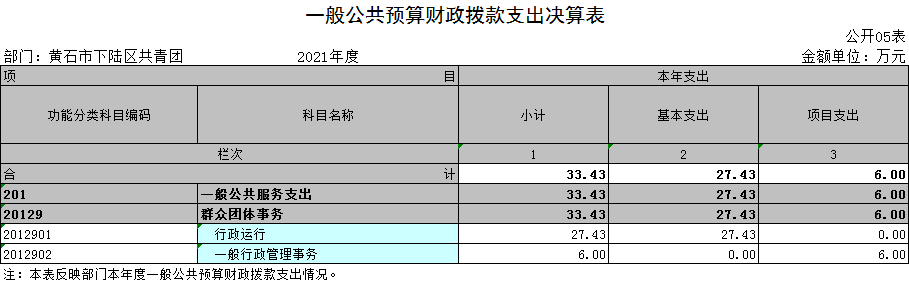 一般公共预算财政拨款支出决算表
公开05表
部门：黄石市下陆区共青团 2021年度 金额单位：万元
项 目 本年支出
功能分类科目编码 科目名称 小计 基本支出 项目支出
栏次 1 2 3
合 计 33.43 27.43 6.00
201 一般公共服务支出 33.43 27.43 6.00
20129 群众团体事务 33.43 27.43 6.00
2012901 行政运行 27.43 27.43 0.00
2012902 一般行政管理事务 6.00 0.00 6.00
注：本表反映部门本年度一般公共预算财政拨款支出情况。